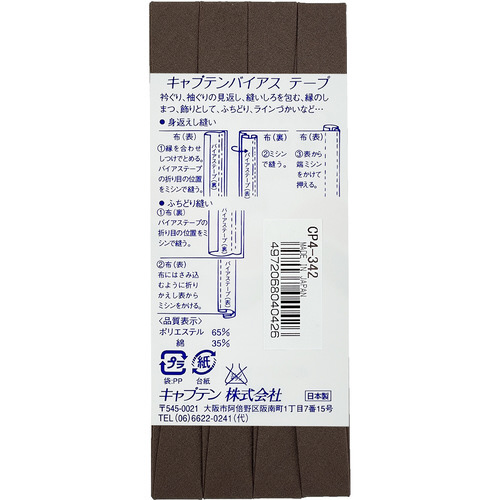 キャプテンバイアス テープ
衿ぐり、袖ぐりの見返し、縫いしろを包む、縁のし
まつ、飾りとして、ふちどり、ラインづかいなど…
● 身返えし縫い
布(表)
①縁を合わせ
しつけでとめる。
バイアステープ
の折り目の位置
をミシンで縫う。
バイアステープ(裏)
布(裏)
②ミシン
で縫う。
布(表)
③表から
端ミシン
をかけて
押える。
● ふちどり縫い
①布(裏)
バイアステープの
折り目の位置をミ
シンで縫う。
バイアステープ(裏)
②布(表)
布にはさみ込
むように折り
かえし表から
ミシンをかける。
バイアステープ(表)
CP4-342
MADE IN JAPAN
4972068040426
〈品質表示〉
ポリエステル 65%
綿 35%
プラ
紙
袋:PP
台紙
キャプテン 株式会社
日本製
〒545-0021 大阪市阿倍野区阪南町1丁目7番15号
TEL (06)6622-0241(代)